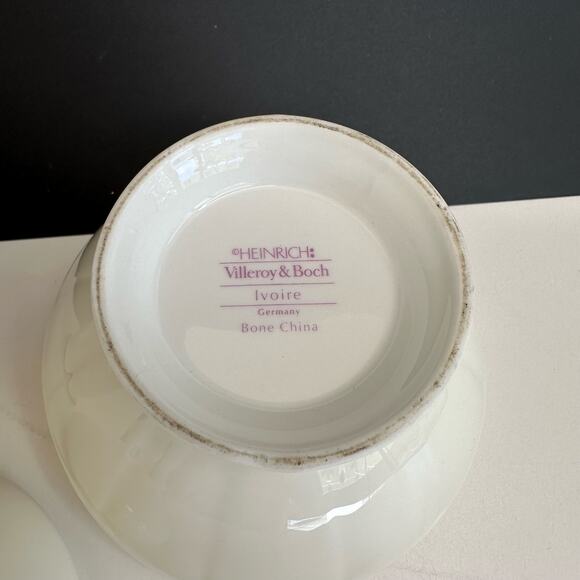 ©HEINRICH:
Villeroy & Boch
Ivoire
Germany
Bone China